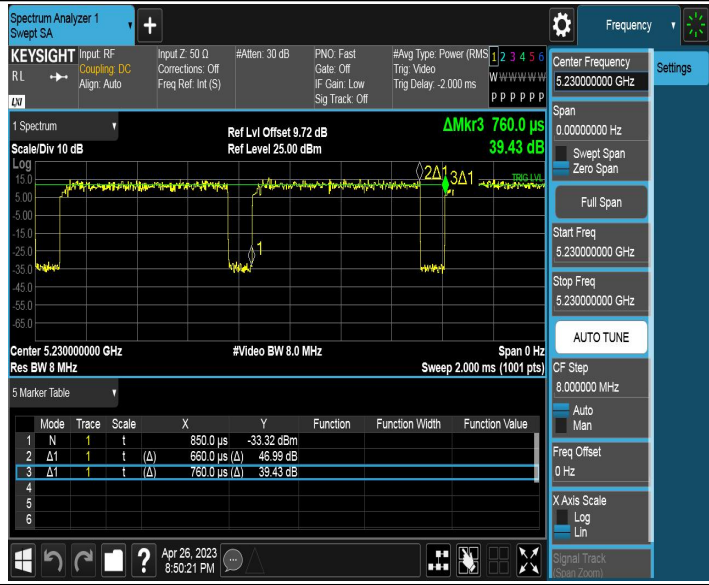 Spectrum Analyzer 1
Swept SA
+
Frequency
KEYSIGHT
RL
LXI
Input: RF
Coupling: DC
Align: Auto
Input Z: 50 Ω
Corrections: Off
Freq Ref: Int (S)
#Atten: 30 dB
PNO: Fast
Gate: Off
IF Gain: Low
Sig Track: Off
#Avg Type: Power (RMS
Trig: Video
Trig Delay: -2.000 ms
1 2 3 4 5 6
W W W W W W
P P P P P P
1 Spectrum
Scale/Div 10 dB
Log
Ref Lvl Offset 9.72 dB
Ref Level 25.00 dBm
ΔMkr3 760.0 µs
39.43 dB
15.0
5.00
-5.00
-15.0
-25.0
-35.0
-45.0
-55.0
-65.0
2Δ1
3Δ1
TRIG LVL
1
Center 5.230000000 GHz
Res BW 8 MHz
#Video BW 8.0 MHz
Span 0 Hz
Sweep 2.000 ms (1001 pts)
5 Marker Table
Mode Trace Scale X Y Function Function Width Function Value
1 N 1 t 850.0 µs -33.32 dBm
2 Δ1 1 t (Δ) 660.0 µs (Δ) 46.99 dB
3 Δ1 1 t (Δ) 760.0 µs (Δ) 39.43 dB
4
5
6
?
Apr 26, 2023
8:50:21 PM
Center Frequency
5.230000000 GHz
Settings
Span
0.00000000 Hz
Swept Span
Zero Span
Full Span
Start Freq
5.230000000 GHz
Stop Freq
5.230000000 GHz
AUTO TUNE
CF Step
8.000000 MHz
Auto
Man
Freq Offset
0 Hz
X Axis Scale
Log
Lin
Signal Track
(Span Zoom)